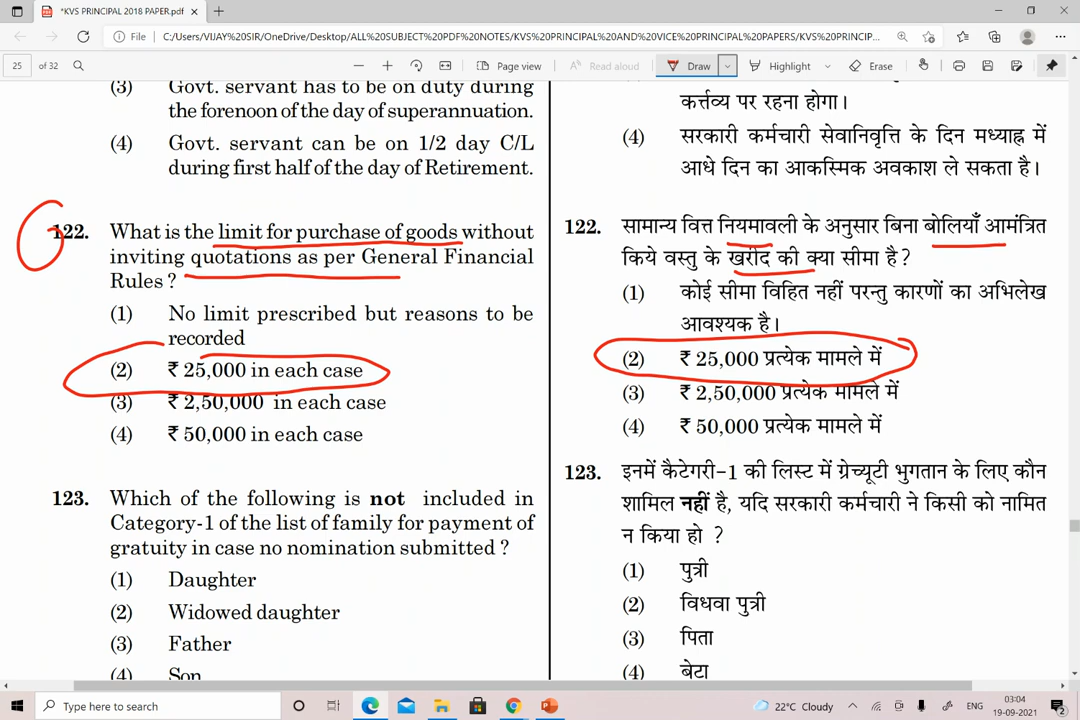 *KVS PRINCIPAL 2018 PAPER.pdf
File
C:/Users/VIJAY%20SIR/OneDrive/Desktop/ALL%20SUBJECT%20PDF%20NOTES/KVS%20PRINCIPAL%20AND%20VICE%20PRINCIPAL%20PAPERS/KVS%20PRINCIP...
25 of 32
Page view
Read aloud
Draw
Highlight
Erase
(3) Govt. servant has to be on duty during
the forenoon of the day of superannuation.
(4) Govt. servant can be on 1/2 day C/L
during first half of the day of Retirement.
122. What is the limit for purchase of goods without
inviting quotations as per General Financial
Rules ?
(1) No limit prescribed but reasons to be
recorded
(2) ₹ 25,000 in each case
(3) ₹ 2,50,000 in each case
(4) ₹ 50,000 in each case
123. Which of the following is not included in
Category-1 of the list of family for payment of
gratuity in case no nomination submitted ?
(1) Daughter
(2) Widowed daughter
(3) Father
(4) Son
कर्त्तव्य पर रहना होगा।
(4) सरकारी कर्मचारी सेवानिवृत्ति के दिन मध्याह्न में
आधे दिन का आकस्मिक अवकाश ले सकता है।
122. सामान्य वित्त नियमावली के अनुसार बिना बोलियाँ आमंत्रित
किये वस्तु के खरीद की क्या सीमा है?
(1) कोई सीमा विहित नहीं परन्तु कारणों का अभिलेख
आवश्यक है।
(2) ₹ 25,000 प्रत्येक मामले में
(3) ₹ 2,50,000 प्रत्येक मामले में
(4) ₹ 50,000 प्रत्येक मामले में
123. इनमें कैटेगरी-1 की लिस्ट में ग्रेच्यूटी भुगतान के लिए कौन
शामिल नहीं है, यदि सरकारी कर्मचारी ने किसी को नामित
न किया हो ?
(1) पुत्री
(2) विधवा पुत्री
(3) पिता
(4) बेटा
Type here to search
22°C Cloudy
ENG
03:04
19-09-2021
2